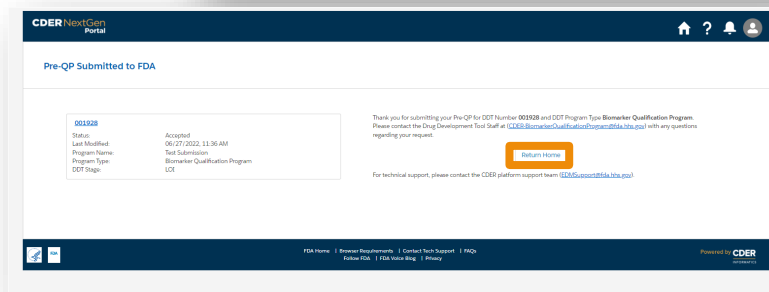 CDER NextGen
Portal
Pre-QP Submitted to FDA
001928
Status: Accepted
Last Modified: 06/27/2022, 11:36 AM
Program Name: Test Submission
Program Type: Biomarker Qualification Program
DDT Stage: LOI
Thank you for submitting your Pre-QP for DDT Number 001928 and DDT Program Type Biomarker Qualification Program.
Please contact the Drug Development Tool Staff at (CDER-BiomarkerQualificationProgram@fda.hhs.gov) with any questions
regarding your request.
Return Home
For technical support, please contact the CDER platform support team (EDMSupport@fda.hhs.gov).
FDA
FDA Home | Browser Requirements | Contact Tech Support | FAQs
Follow FDA | FDA Voice Blog | Privacy
Powered by CDER
INFORMATICS